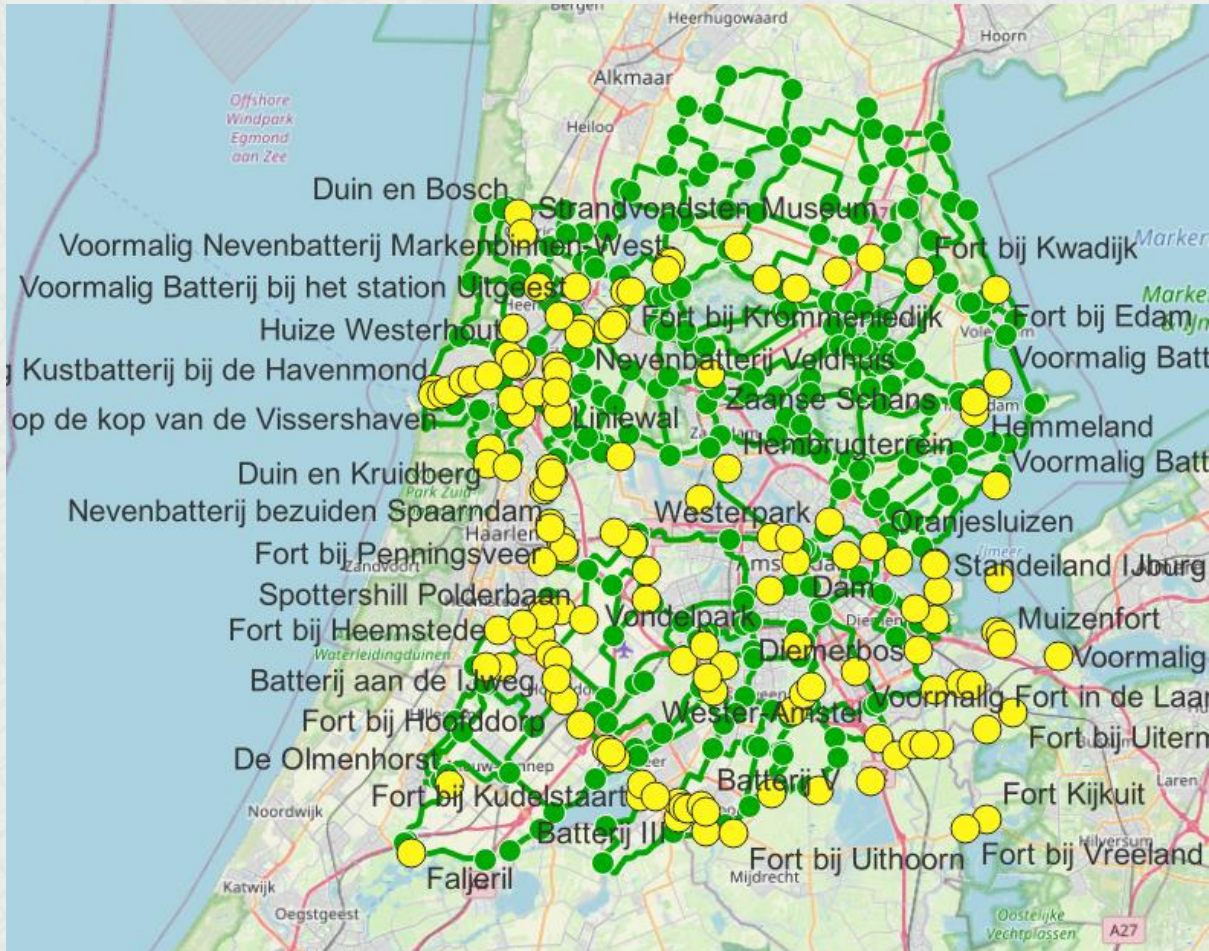 Bergen
Heerhugowaard
Hoorn
Alkmaar
Offshore
Windpark
Egmond
aan Zee
Heiloo
Duin en Bosch
Strandvondsten Museum
Voormalig Nevenbatterij Markenbinnen-West
Fort bij Kwadijk
Marker
Voormalig Batterij bij het station Uitgeest
Marker
Fort bij Krommeniedijk
Fort bij Edam
Huize Westerhout
Nevenbatterij Veldhuis
Voormalig Batt
Kustbatterij bij de Havenmond
Zaanse Schans
op de kop van de Vissershaven
Liniewal
Hemmeland
Hembrugterrein
Voormalig Batt
Duin en Kruidberg
Park Zuid
Nevenbatterij bezuiden Spaarndam
Westerpark
Oranjesluizen
Haarlem
IJmeer
Fort bij Penningsveer
Zandvoort
Standeiland IJburg
Spottershill Polderbaan
Dam
Vondelpark
Muizenfort
Fort bij Heemstede
Waterleidingduinen
Diemerbos
Voormalig
Batterij aan de IJweg
Voormalig Fort in de Laan
Wester-Amstel
Fort bij Hoofddorp
Fort bij Uiterm
De Olmenhorst
Laren
Fort bij Kudelstaart
Batterij V
Noordwijk
Fort Kijkuit
Batterij III
Hilversum
Fort bij Uithoorn
Fort bij Vreeland
Faljeril
Mijdrecht
Katwijk
Oegstgeest
Oostelijke
Vechtplassen
A27